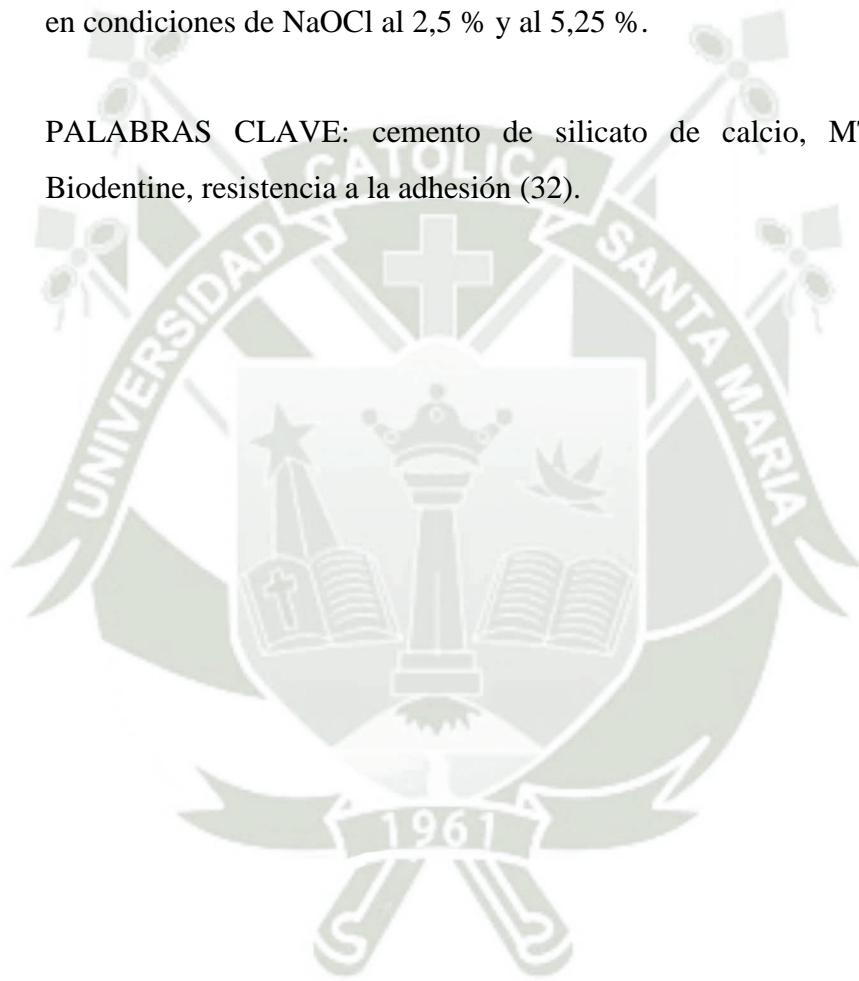 en condiciones de NaOCl al 2,5 % y al 5,25 %.
PALABRAS CLAVE: cemento de silicato de calcio,
Biodentine, resistencia a la adhesión (32).
UNIVERSIDAD CATOLICA SANTA MARIA
1961